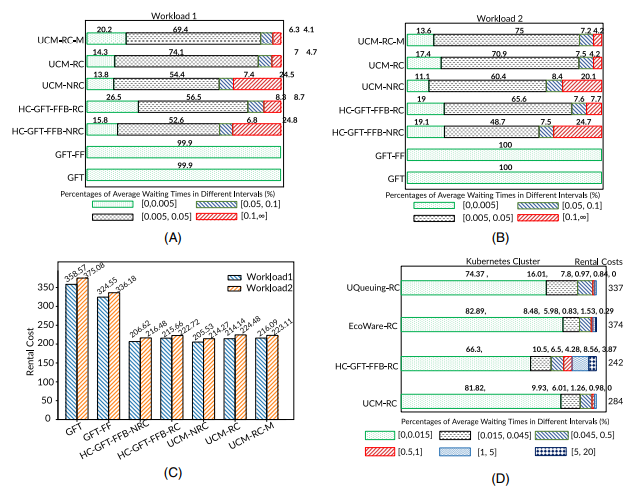 Workload 1
20.2 69.4 6.3 4.1
UCM-RC-M
14.3 74.1 7 4.7
UCM-RC
13.8 54.4 7.4 24.5
UCM-NRC
26.5 56.5 8.3 8.7
HC-GFT-FFB-RC
15.8 52.6 6.8 24.8
HC-GFT-FFB-NRC
99.9
GFT-FF
99.9
GFT
Percentages of Average Waiting Times in Different Intervals (%)
[0,0.005] [0.05, 0.1]
[0.005, 0.05] [0.1,∞]
(A)
Workload 2
13.6 75 7.2 4.2
UCM-RC-M
17.4 70.9 7.5 4.2
UCM-RC
11.1 60.4 8.4 20.1
UCM-NRC
19 65.6 7.6 7.7
HC-GFT-FFB-RC
19.1 48.7 7.5 24.7
HC-GFT-FFB-NRC
100
GFT-FF
100
GFT
Percentages of Average Waiting Times in Different Intervals (%)
[0,0.005] [0.05, 0.1]
[0.005, 0.05] [0.1,∞]
(B)
Rental Cost
350
300
250
200
150
100
50
0
358.57 375.08
324.55 336.18
206.62 216.48
215.66 222.72
205.53 214.27
214.14 224.48
216.09 223.11
Workload1
Workload2
GFT
GFT-FF
HC-GFT-FFB-NRC
HC-GFT-FFB-RC
UCM-NRC
UCM-RC
UCM-RC-M
(C)
Kubernetes Cluster Rental Costs
74.37, 16.01, 7.8, 0.97, 0.84, 0
UQueuing-RC 337
82.89, 8.48, 5.98, 0.83, 1.53, 0.29
EcoWare-RC 374
66.3, 10.5, 6.5, 4.28, 8.56, 3.87
HC-GFT-FFB-RC 242
81.82, 9.93, 6.01, 1.26, 0.98, 0
UCM-RC 284
Percentages of Average Waiting Times in Different Intervals (%)
[0,0.015] [0.015, 0.045] [0.045, 0.5]
[0.5,1] [1, 5] [5, 20]
(D)